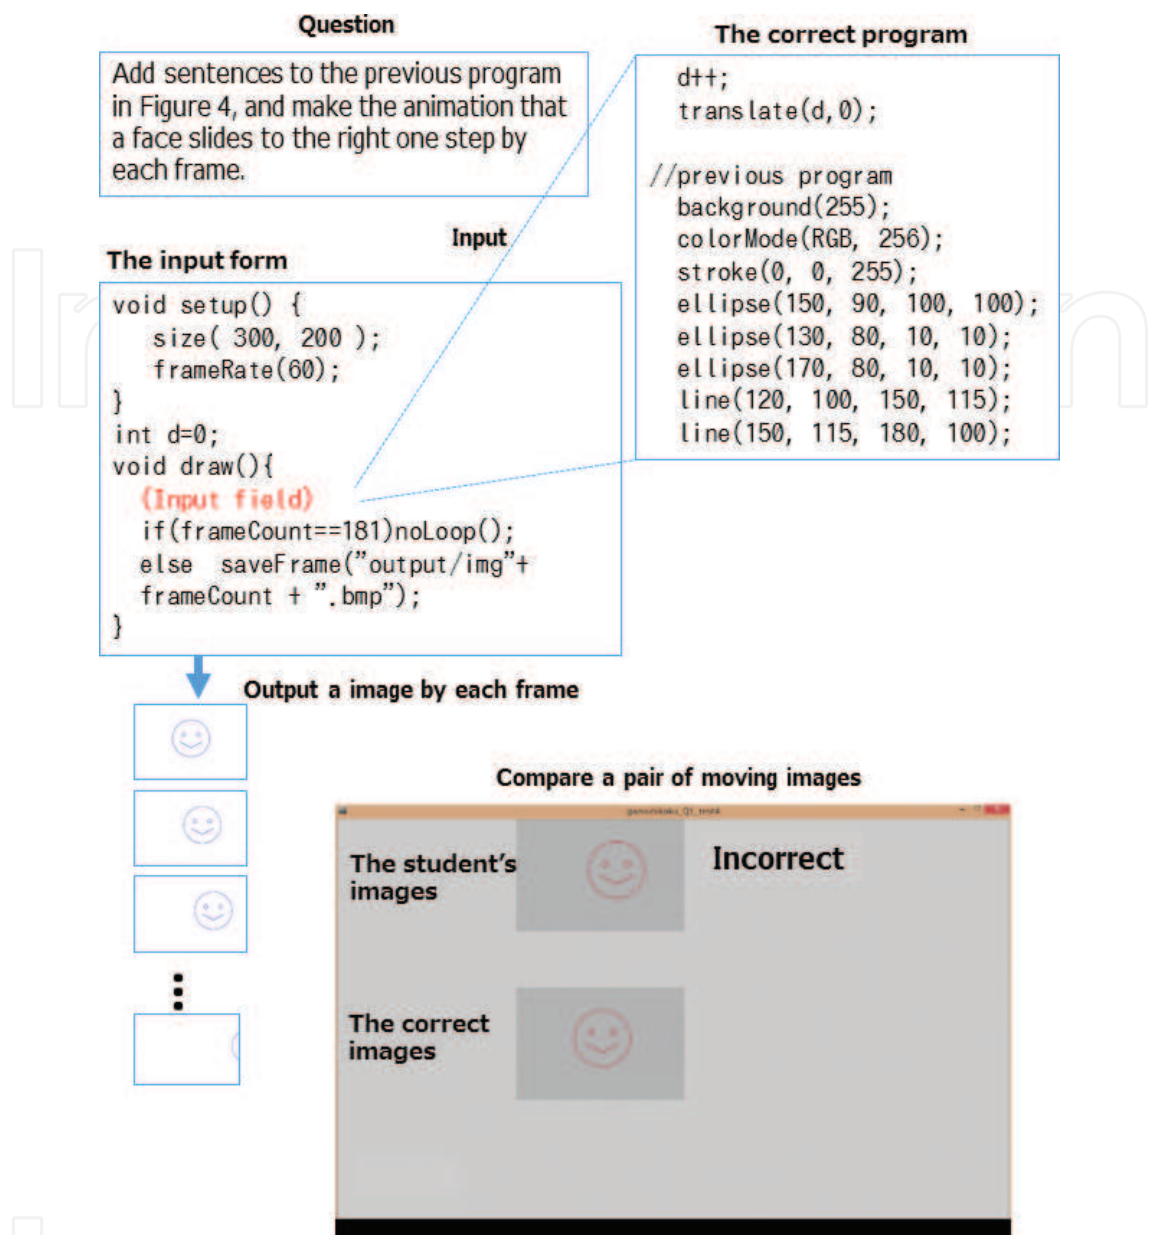 Question
Add sentences to the previous program
in Figure 4, and make the animation that
a face slides to the right one step by
each frame.
The correct program
d++;
translate(d,0);
//previous program
background(255);
colorMode(RGB, 256);
stroke(0, 0, 255);
ellipse(150, 90, 100, 100);
ellipse(130, 80, 10, 10);
ellipse(170, 80, 10, 10);
line(120, 100, 150, 115);
line(150, 115, 180, 100);
Input
The input form
void setup() {
size( 300, 200 );
frameRate(60);
}
int d=0;
void draw(){
(Input field)
if(frameCount==181)noLoop();
else saveFrame(”output/img”+
frameCount + ”.bmp”);
}
Output a image by each frame
Compare a pair of moving images
The student’s
images
Incorrect
The correct
images